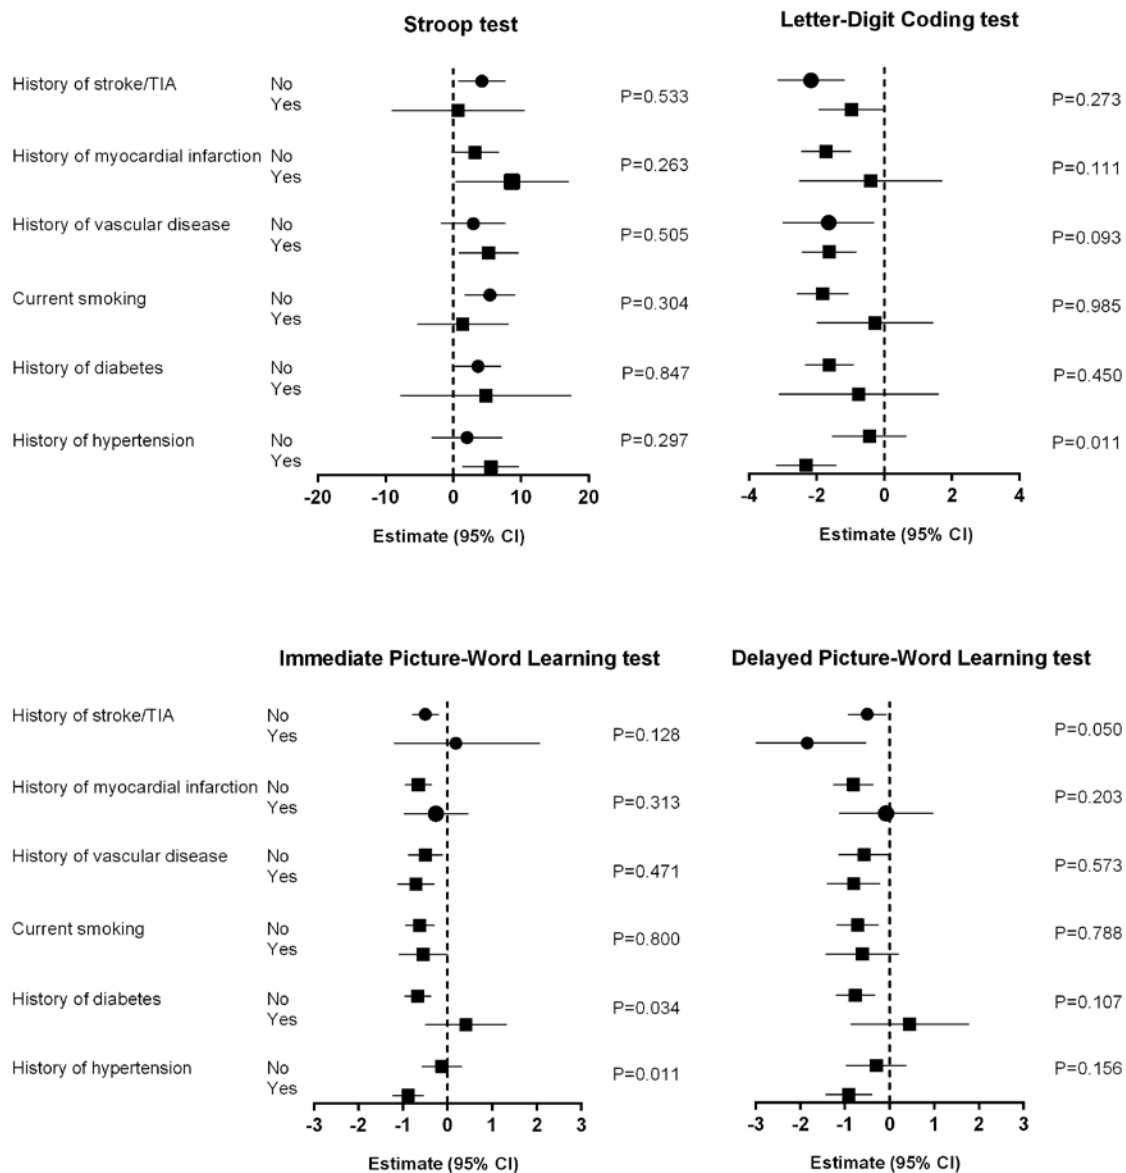 Stroop test
Letter-Digit Coding test
History of stroke/TIA No P=0.533 P=0.273
Yes
History of myocardial infarction No P=0.263 P=0.111
Yes
History of vascular disease No P=0.505 P=0.093
Yes
Current smoking No P=0.304 P=0.985
Yes
History of diabetes No P=0.847 P=0.450
Yes
History of hypertension No P=0.297 P=0.011
Yes
-20 -10 0 10 20 -4 -2 0 2 4
Estimate (95% CI) Estimate (95% CI)
Immediate Picture-Word Learning test
Delayed Picture-Word Learning test
History of stroke/TIA No P=0.128 P=0.050
Yes
History of myocardial infarction No P=0.313 P=0.203
Yes
History of vascular disease No P=0.471 P=0.573
Yes
Current smoking No P=0.800 P=0.788
Yes
History of diabetes No P=0.034 P=0.107
Yes
History of hypertension No P=0.011 P=0.156
Yes
-3 -2 -1 0 1 2 3 -3 -2 -1 0 1 2 3
Estimate (95% CI) Estimate (95% CI)